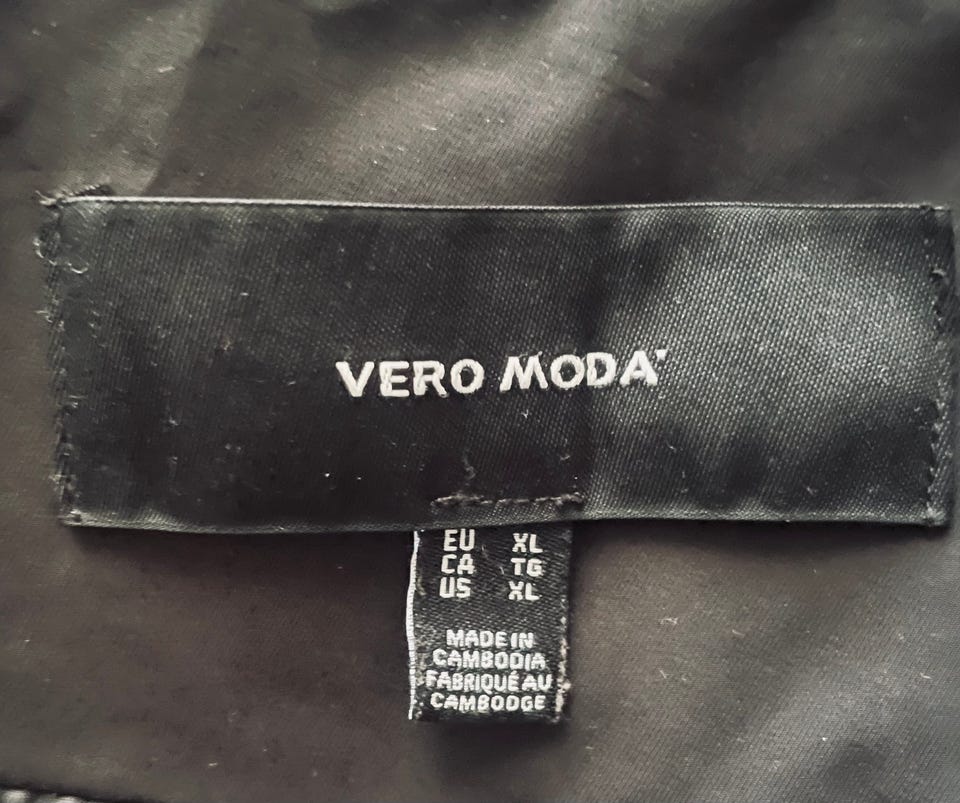 VERO MODA
EU XL
CA TG
US XL
MADE IN
CAMBODIA
FABRIQUÉ AU
CAMBODGE